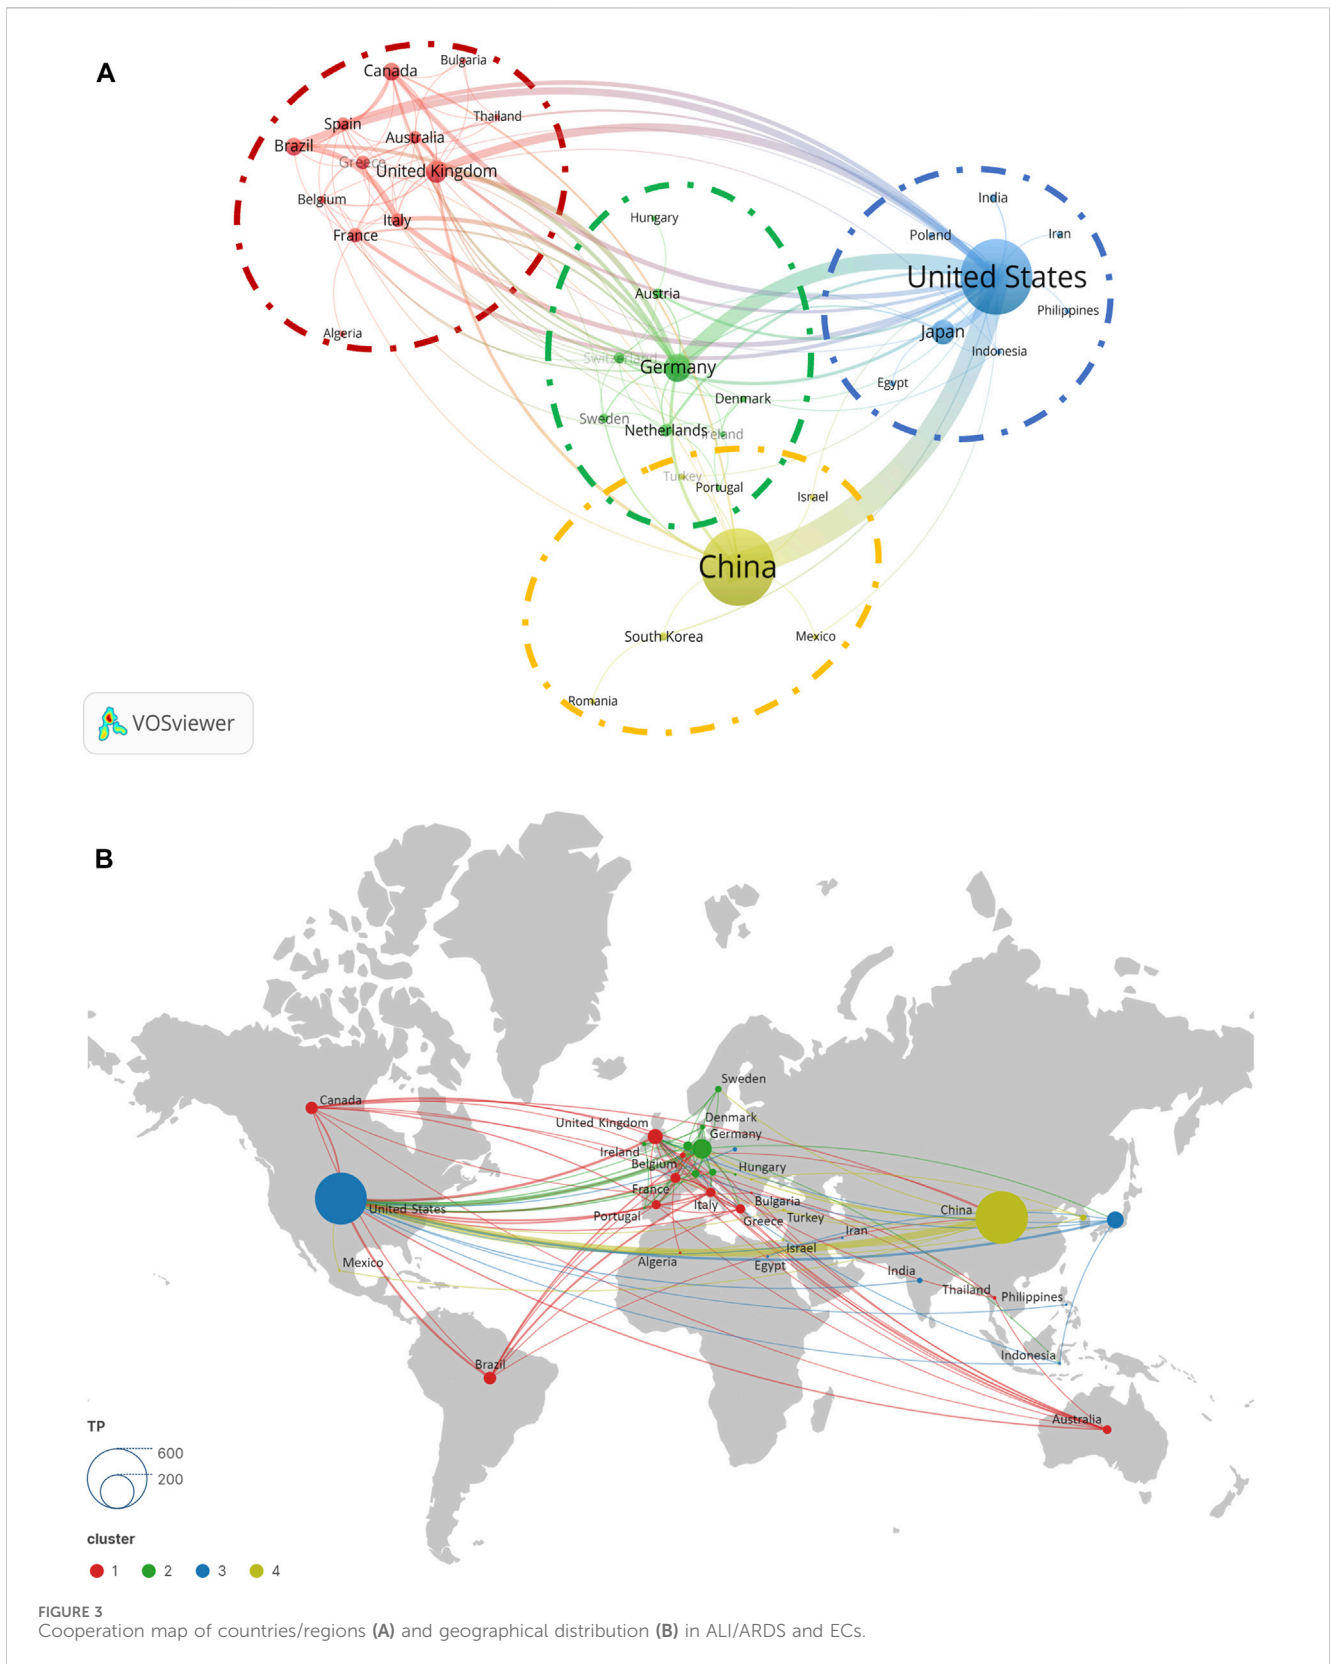 A
Canada
Bulgaria
Spain
Thailand
Brazil
Australia
Greece
United Kingdom
Belgium
Italy
France
Algeria
Hungary
Austria
Switzerland
Germany
Denmark
Sweden
Netherlands
Ireland
Turkey
Portugal
Israel
India
Poland
Iran
United States
Philippines
Japan
Indonesia
Egypt
China
South Korea
Mexico
Romania
VOSviewer
B
Sweden
Canada
Denmark
United Kingdom
Germany
Ireland
Belgium
Hungary
France
Italy
Bulgaria
United States
Portugal
Greece
Turkey
China
Iran
Israel
Mexico
Algeria
Egypt
India
Thailand
Philippines
Indonesia
Brazil
Australia
TP
600
200
cluster
1 2 3 4
FIGURE 3
Cooperation map of countries/regions (A) and geographical distribution (B) in ALI/ARDS and ECs.